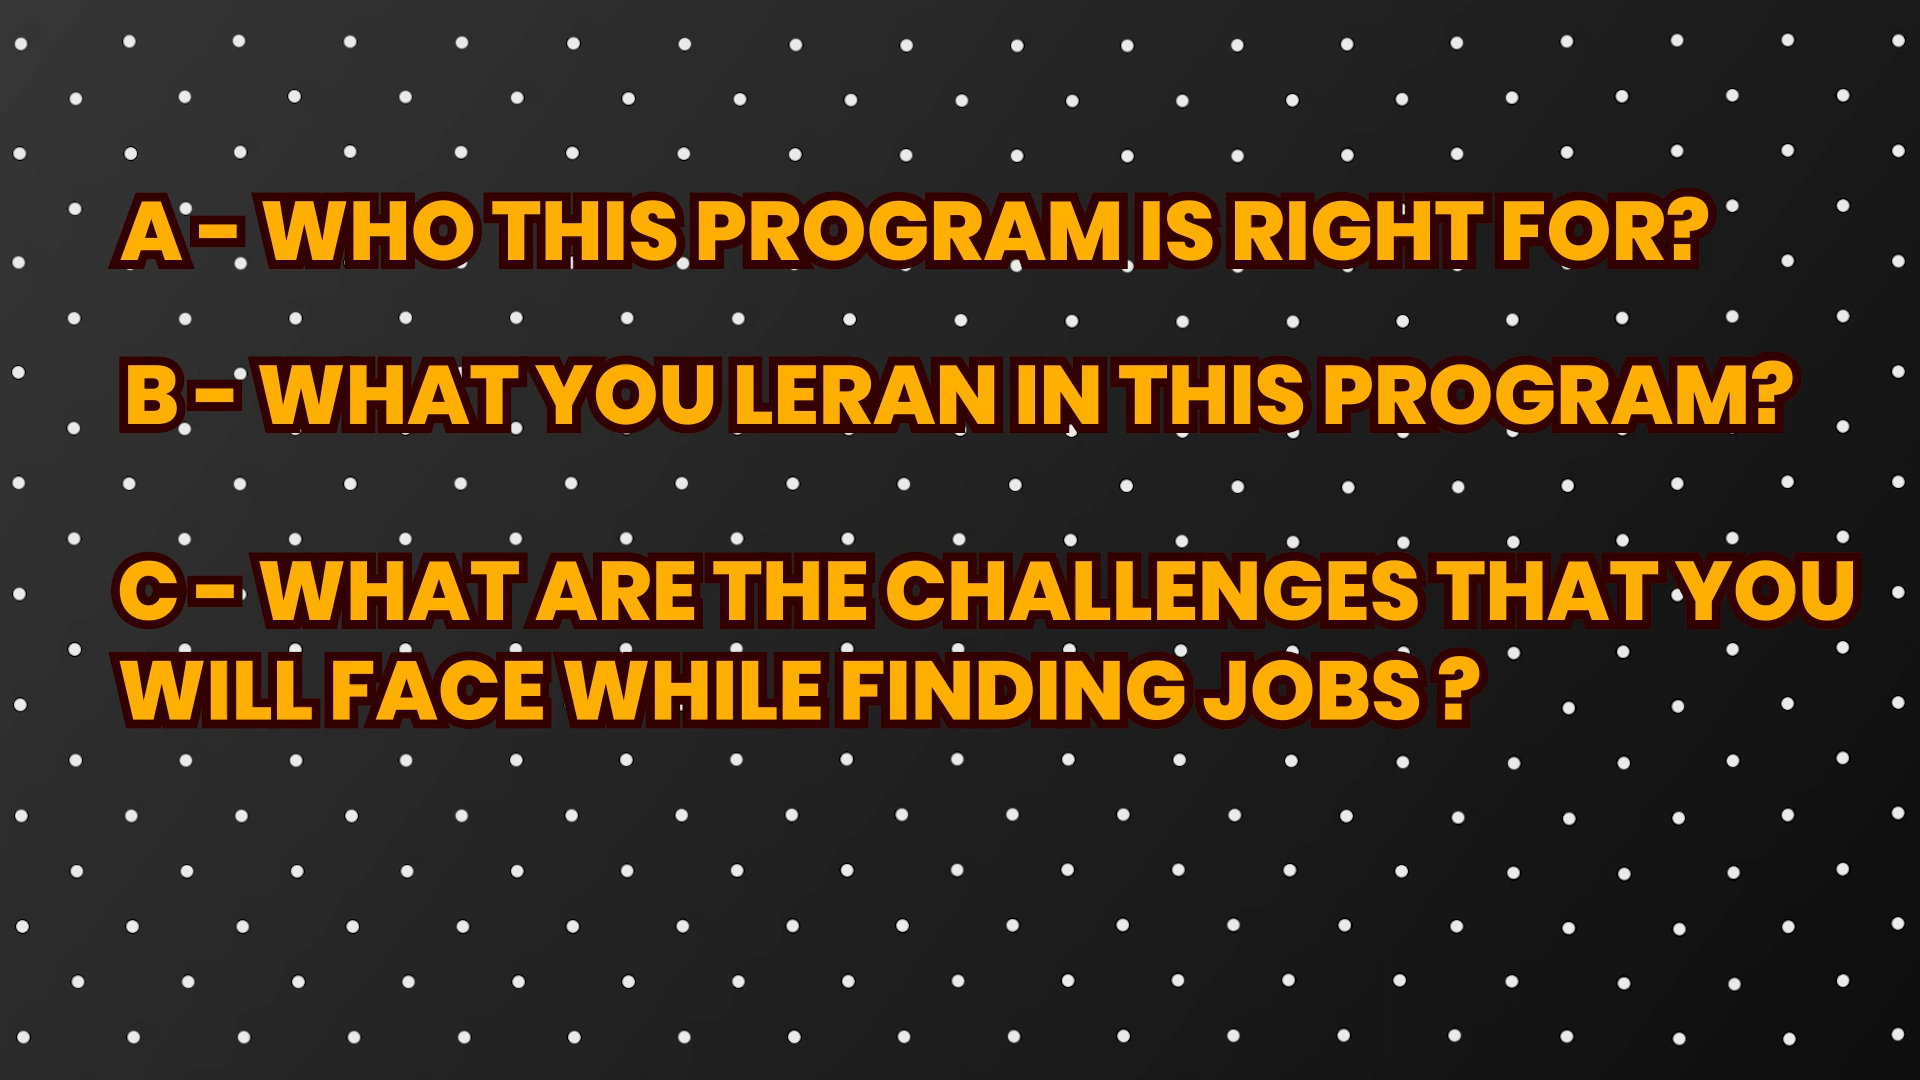 A – WHO THIS PROGRAM IS RIGHT FOR?
B – WHAT YOU LERAN IN THIS PROGRAM?
C – WHAT ARE THE CHALLENGES THAT YOU
WILL FACE WHILE FINDING JOBS ?